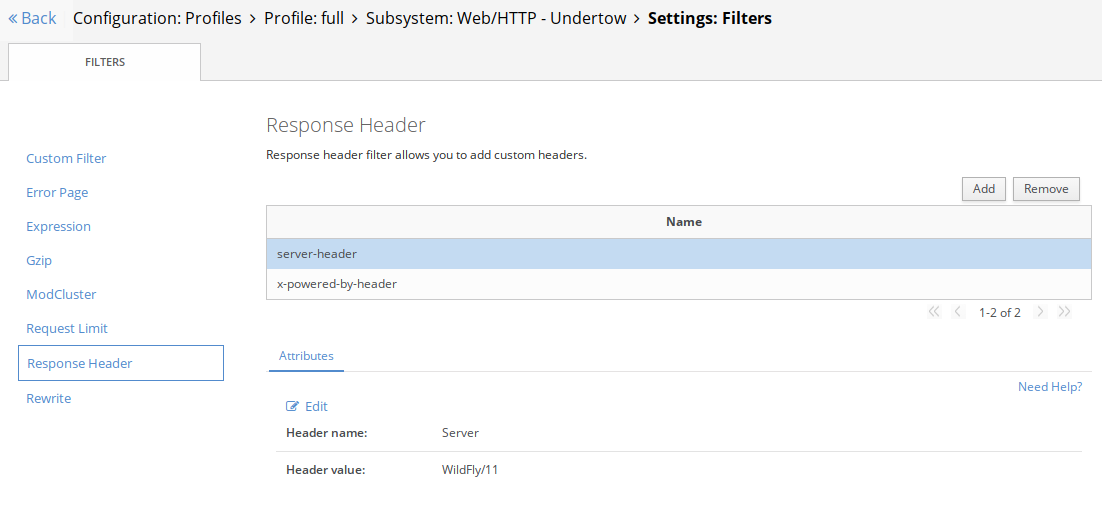 « Back Configuration: Profiles > Profile: full > Subsystem: Web/HTTP - Undertow > Settings: Filters
FILTERS
Custom Filter
Error Page
Expression
Gzip
ModCluster
Request Limit
Response Header
Rewrite
Response Header
Response header filter allows you to add custom headers.
Add Remove
Name
server-header
x-powered-by-header
1-2 of 2
Attributes
Need Help?
Edit
Header name: Server
Header value: WildFly/11